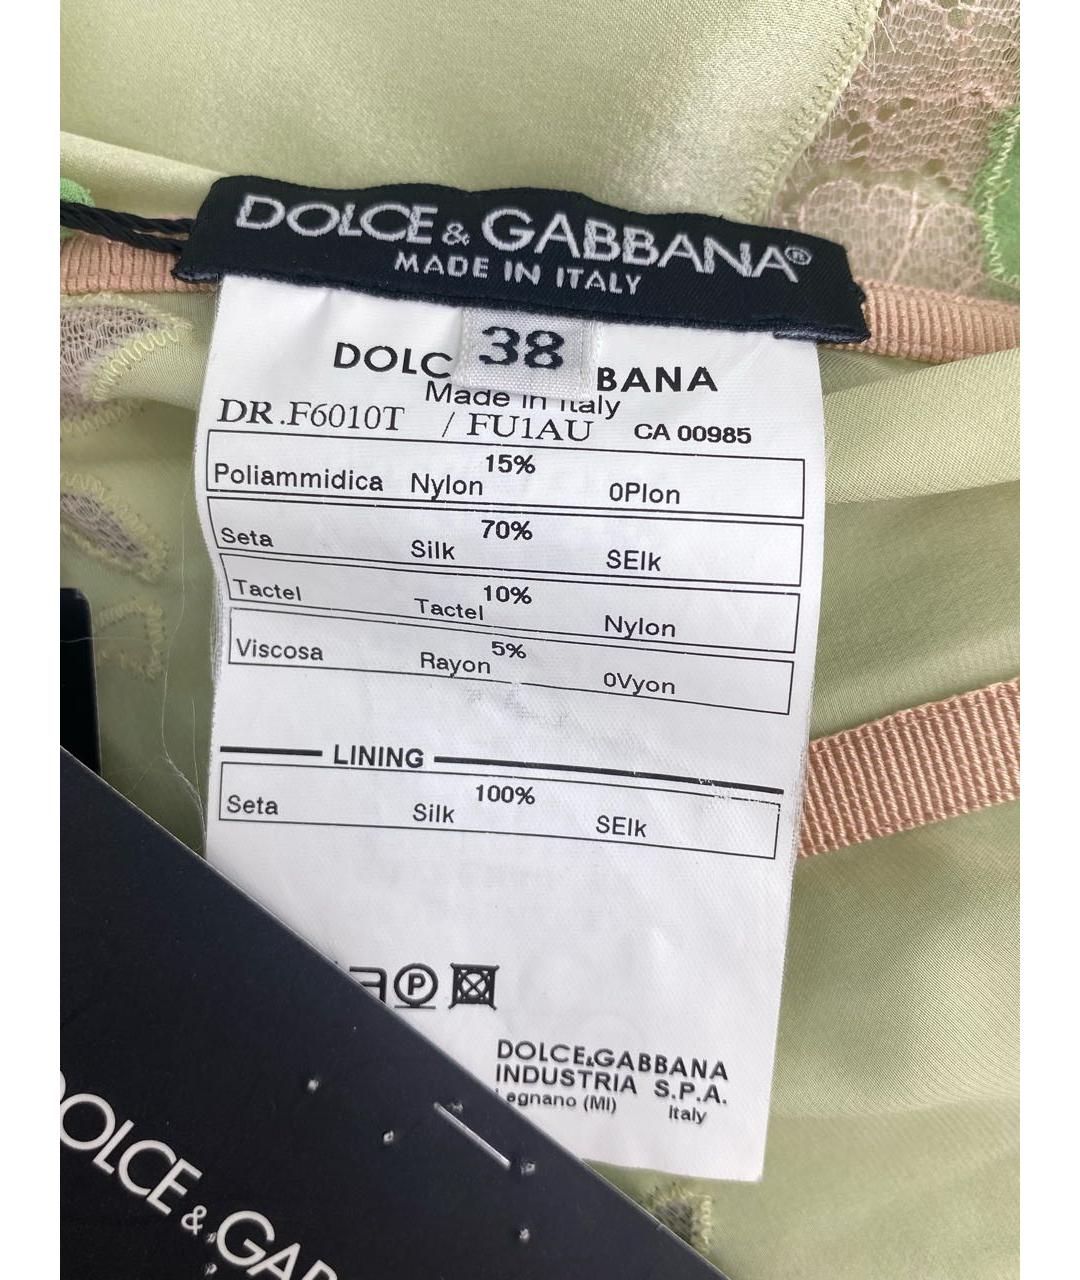 DOLCE & GABBANA®
MADE IN ITALY
38
DOLC BANA
Made in Italy
DR.F6010T / FU1AU CA 00985
15%
Poliammidica Nylon 0Plon
70%
Seta Silk SElk
10%
Tactel Tactel Nylon
5%
Viscosa Rayon 0Vyon
LINING
100%
Seta Silk SElk
P
DOLCE&GABBANA
INDUSTRIA S.P.A.
egnano (MI) Italy
DOLCE & GAB